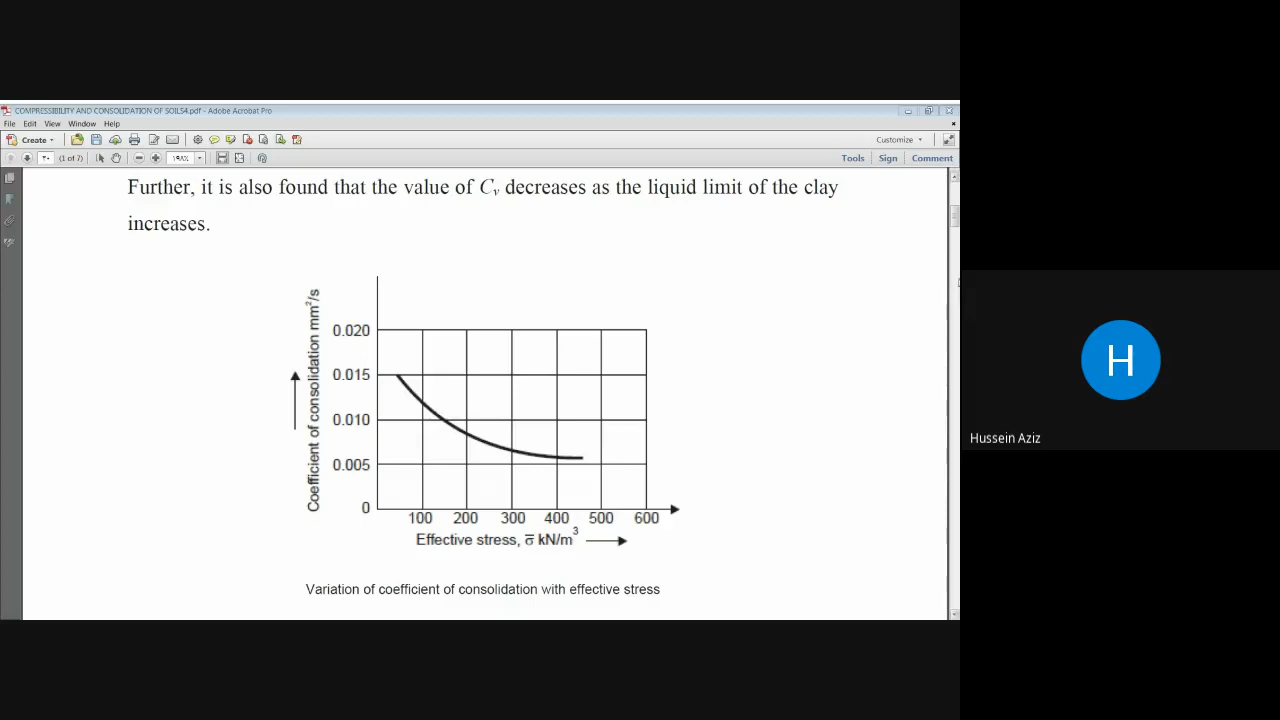 COMPRESSIBILITY AND CONSOLIDATION OF SOILS4.pdf - Adobe Acrobat Pro
File Edit View Window Help
Create Customize
(1 of 7) Tools Sign Comment
Further, it is also found that the value of Cv decreases as the liquid limit of the clay
increases.
Coefficient of consolidation mm²/s
0.020
0.015
0.010
0.005
0
100 200 300 400 500 600
Effective stress, σ̅ kN/m³
Variation of coefficient of consolidation with effective stress
H
Hussein Aziz